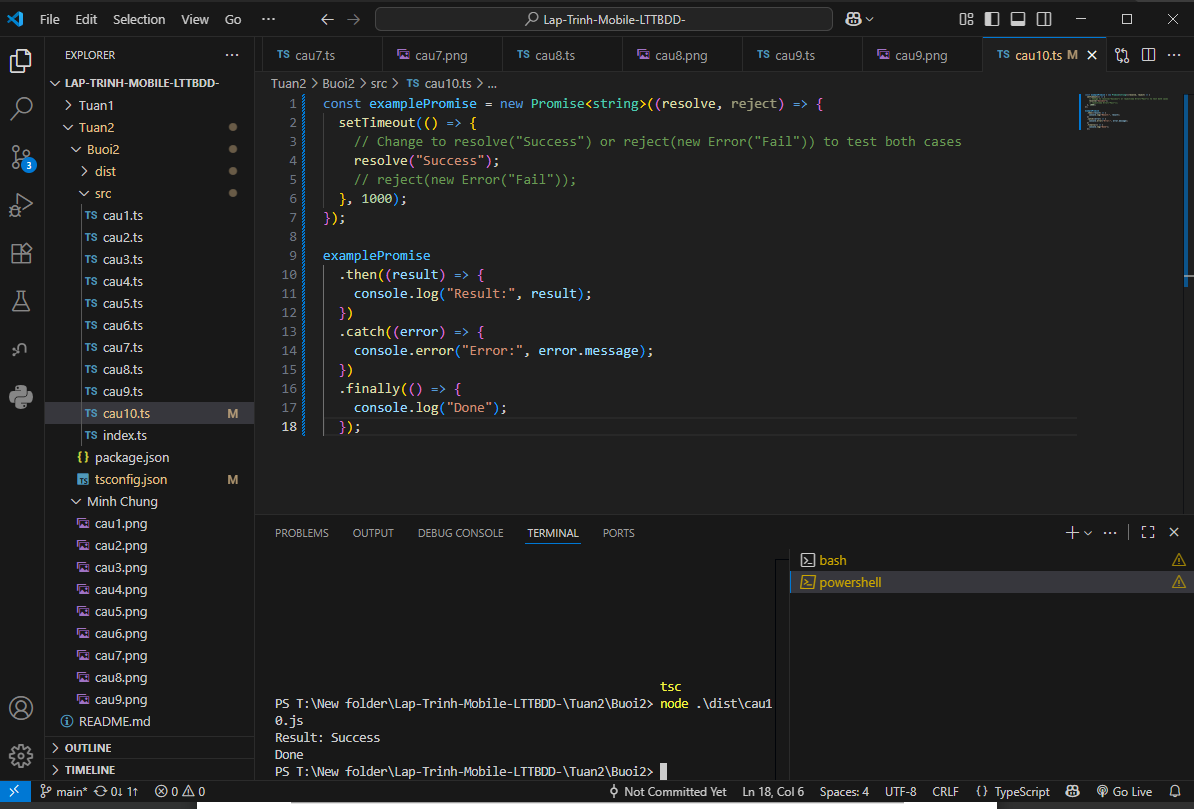 File Edit Selection View Go ··· Lap-Trinh-Mobile-LTTBDD-
EXPLORER ···
TS cau7.ts cau7.png TS cau8.ts cau8.png TS cau9.ts cau9.png TS cau10.ts M
Tuan2 > Buoi2 > src > TS cau10.ts > ...
LAP-TRINH-MOBILE-LTTBDD-
Tuan1
Tuan2
Buoi2
dist
src
TS cau1.ts
TS cau2.ts
TS cau3.ts
TS cau4.ts
TS cau5.ts
TS cau6.ts
TS cau7.ts
TS cau8.ts
TS cau9.ts
TS cau10.ts M
TS index.ts
{} package.json
TS tsconfig.json M
Minh Chung
cau1.png
cau2.png
cau3.png
cau4.png
cau5.png
cau6.png
cau7.png
cau8.png
cau9.png
README.md
OUTLINE
TIMELINE
3
1 const examplePromise = new Promise<string>((resolve, reject) => {
2 setTimeout(() => {
3 // Change to resolve("Success") or reject(new Error("Fail")) to test both cases
4 resolve("Success");
5 // reject(new Error("Fail"));
6 }, 1000);
7 });
8
9 examplePromise
10 .then((result) => {
11 console.log("Result:", result);
12 })
13 .catch((error) => {
14 console.error("Error:", error.message);
15 })
16 .finally(() => {
17 console.log("Done");
18 });
PROBLEMS OUTPUT DEBUG CONSOLE TERMINAL PORTS
bash
powershell
tsc
PS T:\New folder\Lap-Trinh-Mobile-LTTBDD-\Tuan2\Buoi2> node .\dist\cau1
0.js
Result: Success
Done
PS T:\New folder\Lap-Trinh-Mobile-LTTBDD-\Tuan2\Buoi2>
main* 0↓ 1↑ 0 0 Not Committed Yet Ln 18, Col 6 Spaces: 4 UTF-8 CRLF {} TypeScript Go Live